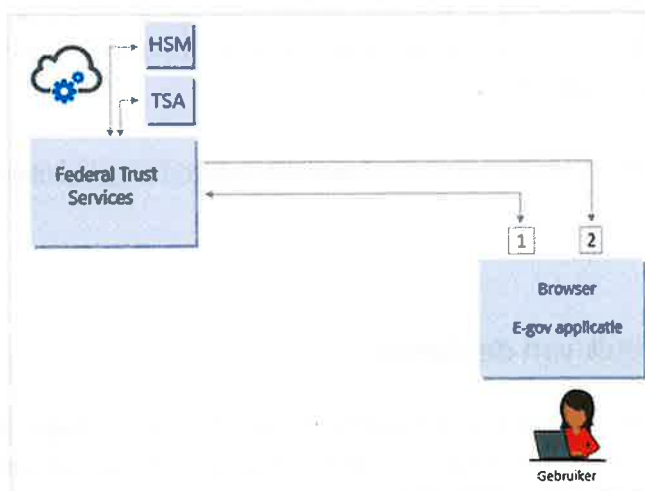 HSM
TSA
Federal Trust
Services
1
2
Browser
E-gov applicatie
Gebruiker